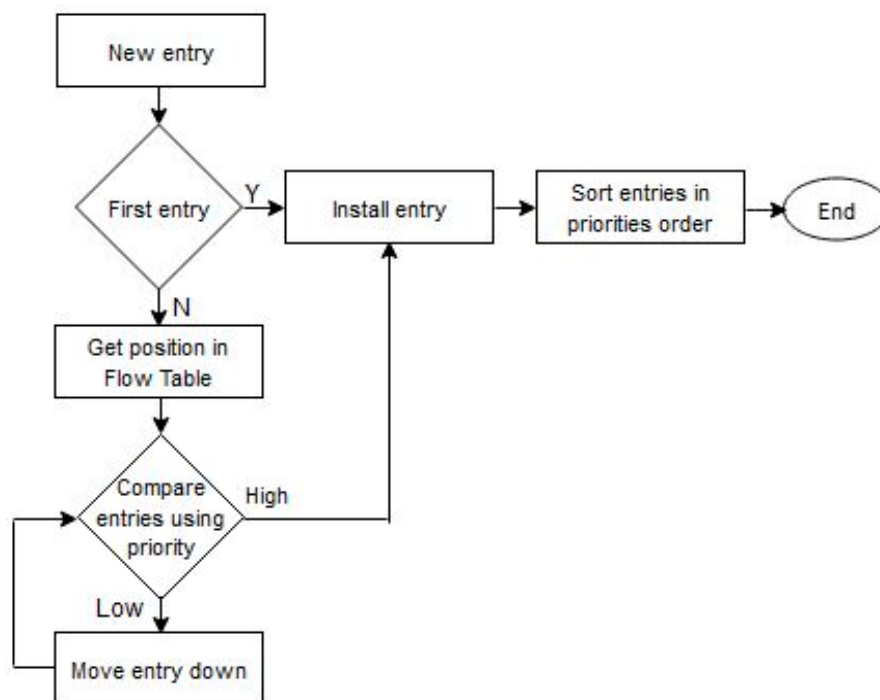 New entry
First entry
Y
Install entry
Sort entries in
priorities order
End
N
Get position in
Flow Table
Compare
entries using
priority
High
Low
Move entry down